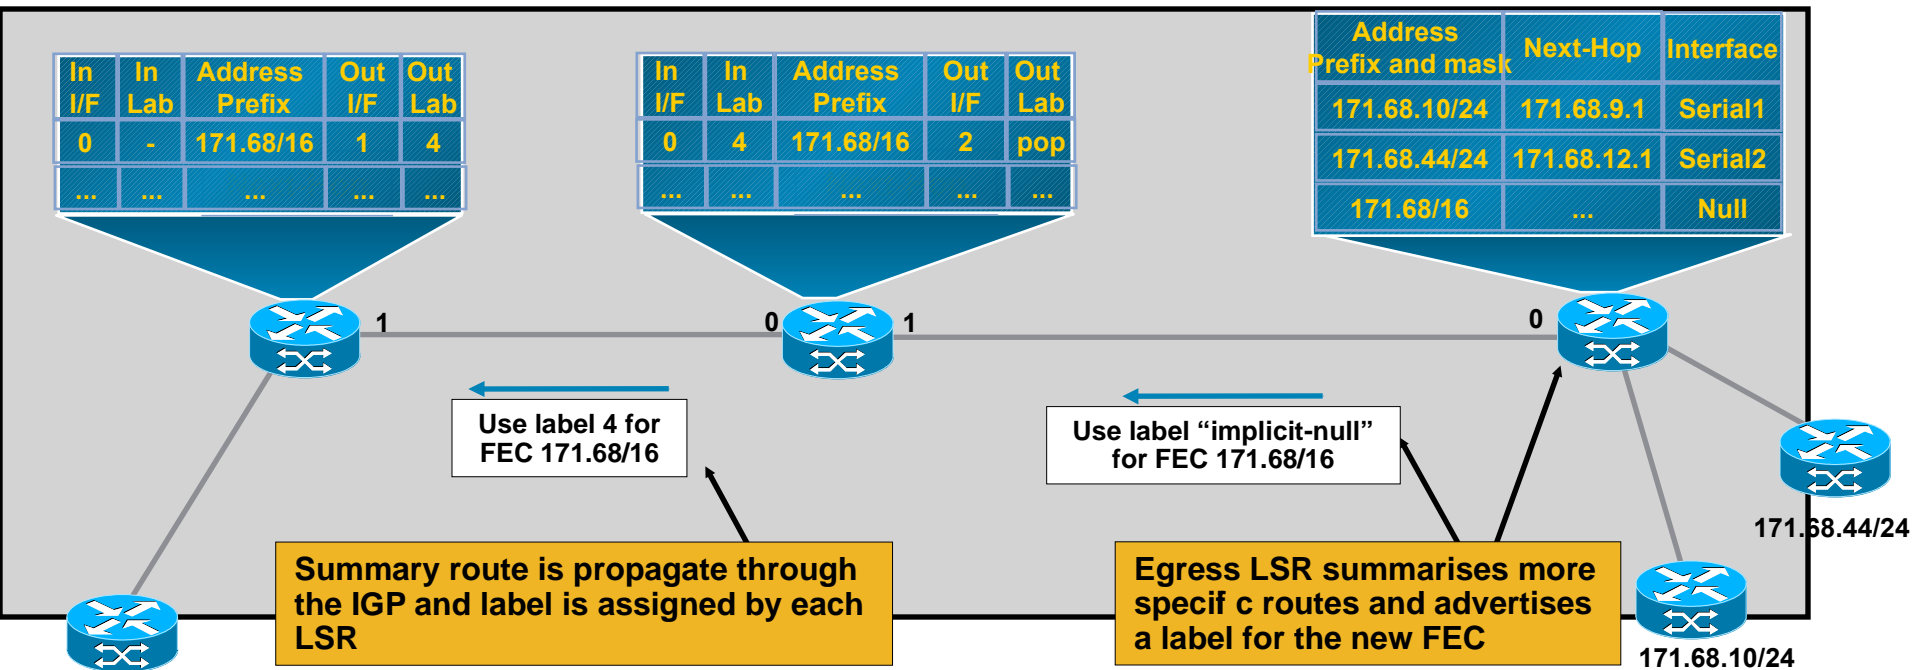 In I/F | In Lab | Address Prefix | Out I/F | Out Lab
0 | - | 171.68/16 | 1 | 4
... | ... | ... | ... | ...
In I/F | In Lab | Address Prefix | Out I/F | Out Lab
0 | 4 | 171.68/16 | 2 | pop
... | ... | ... | ... | ...
Address Prefix and mask | Next-Hop | Interface
171.68.10/24 | 171.68.9.1 | Serial1
171.68.44/24 | 171.68.12.1 | Serial2
171.68/16 | ... | Null
1
0
1
0
Use label 4 for
FEC 171.68/16
Use label “implicit-null”
for FEC 171.68/16
171.68.44/24
Summary route is propagate through
the IGP and label is assigned by each
LSR
Egress LSR summarises more
specif c routes and advertises
a label for the new FEC
171.68.10/24